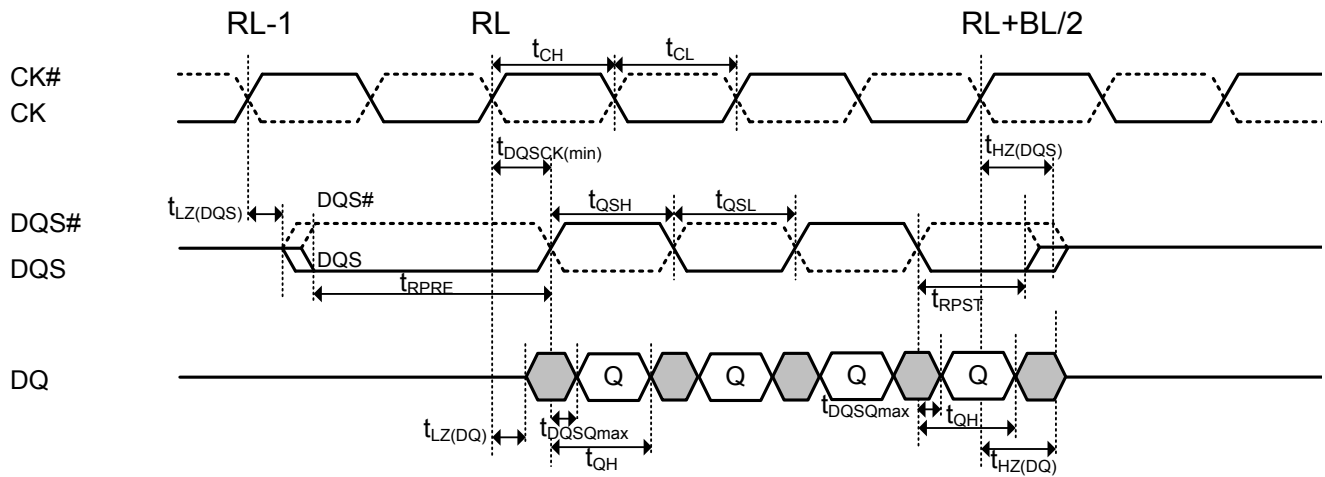 RL-1 RL RL+BL/2
tCH tCL
CK#
CK
tDQSCK(min) tHZ(DQS)
tLZ(DQS) DQS# tQSH tQSL
DQS#
DQS DQS
tRPRE tRPST
DQ Q Q Q Q
tLZ(DQ) tDQSQmax tDQSQmax tQH
tQH tHZ(DQ)